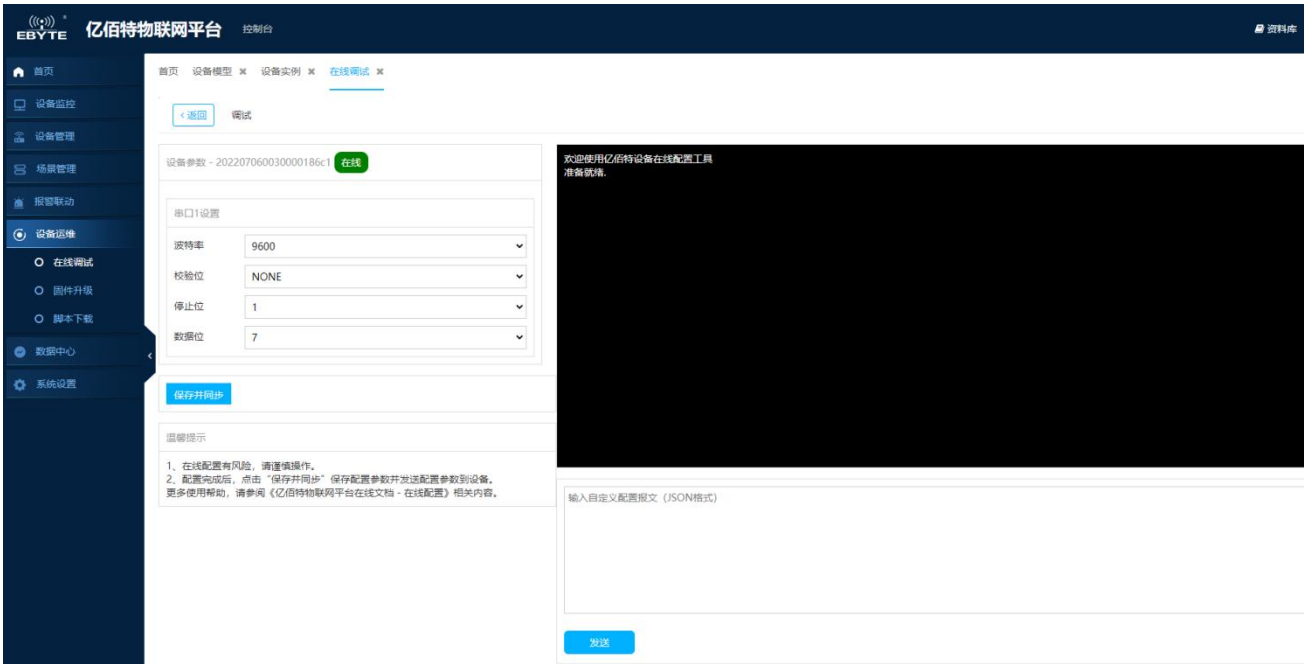 EBYTE 亿佰特物联网平台 控制台 资料库
首页
设备监控
设备管理
场景管理
报警联动
设备运维
在线调试
固件升级
脚本下载
数据中心
系统设置
首页 设备模型 × 设备实例 × 在线调试 ×
<返回 调试
设备参数 - 202207060030000186c1 在线
串口1设置
波特率 9600
校验位 NONE
停止位 1
数据位 7
保存并同步
温馨提示
1、在线配置有风险，请谨慎操作。
2、配置完成后，点击“保存并同步”保存配置参数并发送配置参数到设备。
更多使用帮助，请参阅《亿佰特物联网平台在线文档 - 在线配置》相关内容。
欢迎使用亿佰特设备在线配置工具
准备就绪.
输入自定义配置报文（JSON格式）
发送